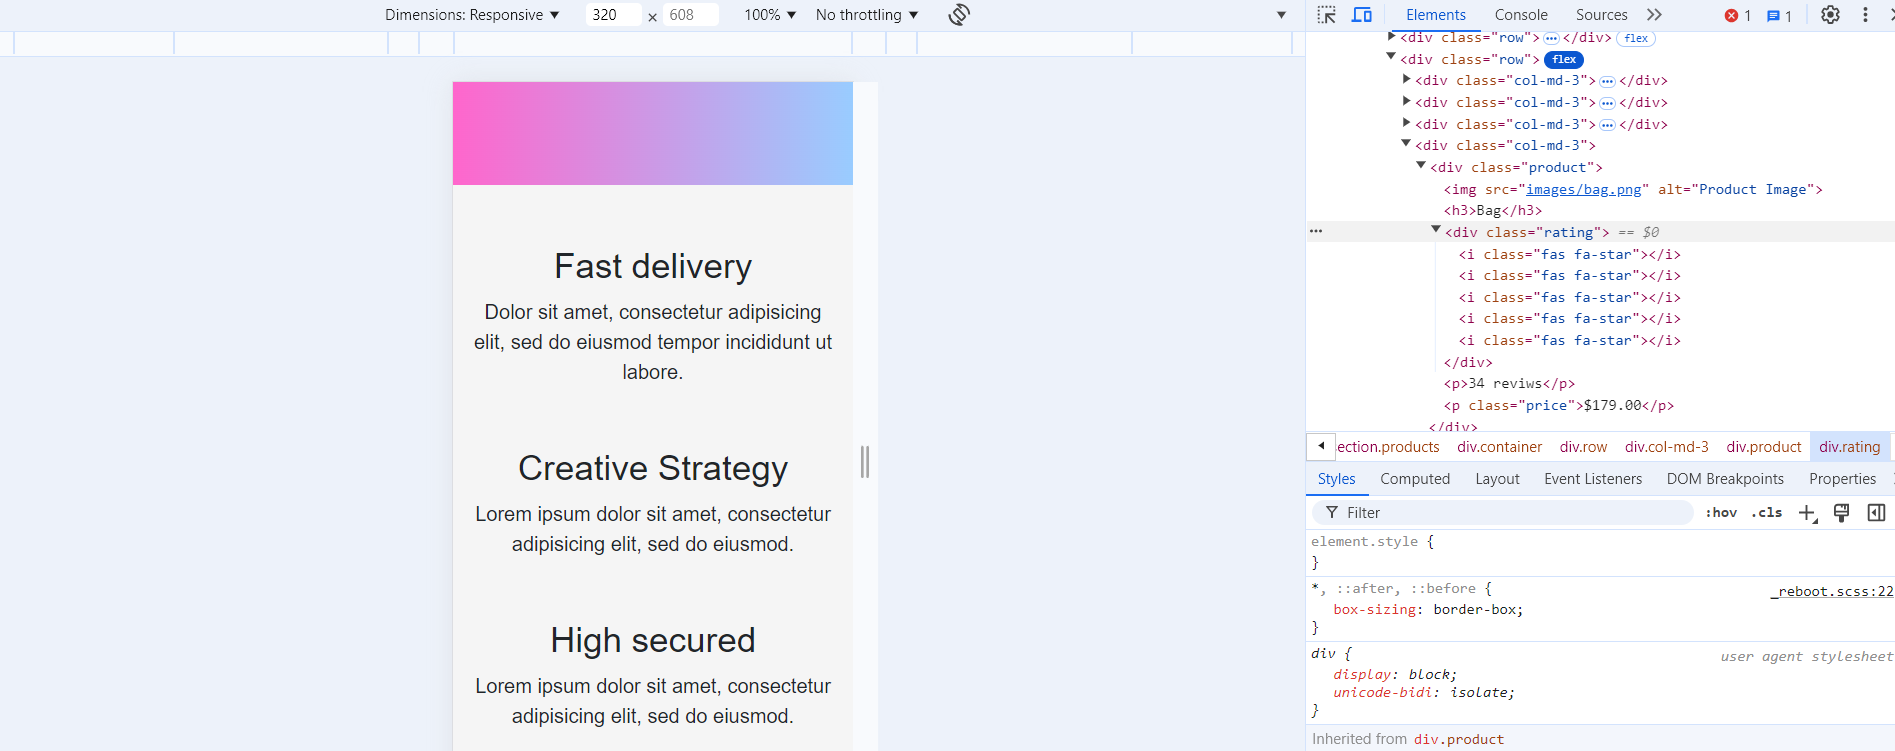 Dimensions: Responsive ▼ 320 × 608 100% ▼ No throttling ▼
Elements Console Sources 1 1
<div class="row"> ••• </div> flex
<div class="row"> flex
<div class="col-md-3"> ••• </div>
<div class="col-md-3"> ••• </div>
<div class="col-md-3"> ••• </div>
<div class="col-md-3">
<div class="product">
<img src="images/bag.png" alt="Product Image">
<h3>Bag</h3>
<div class="rating"> == $0
<i class="fas fa-star"></i>
<i class="fas fa-star"></i>
<i class="fas fa-star"></i>
<i class="fas fa-star"></i>
<i class="fas fa-star"></i>
</div>
<p>34 reviws</p>
<p class="price">$179.00</p>
</div>
ection.products div.container div.row div.col-md-3 div.product div.rating
Styles Computed Layout Event Listeners DOM Breakpoints Properties
Filter :hov .cls
element.style {
}
*, ::after, ::before { _reboot.scss:22
box-sizing: border-box;
}
div { user agent stylesheet
display: block;
unicode-bidi: isolate;
}
Inherited from div.product
Fast delivery
Dolor sit amet, consectetur adipisicing
elit, sed do eiusmod tempor incididunt ut
labore.
Creative Strategy
Lorem ipsum dolor sit amet, consectetur
adipisicing elit, sed do eiusmod.
High secured
Lorem ipsum dolor sit amet, consectetur
adipisicing elit, sed do eiusmod.